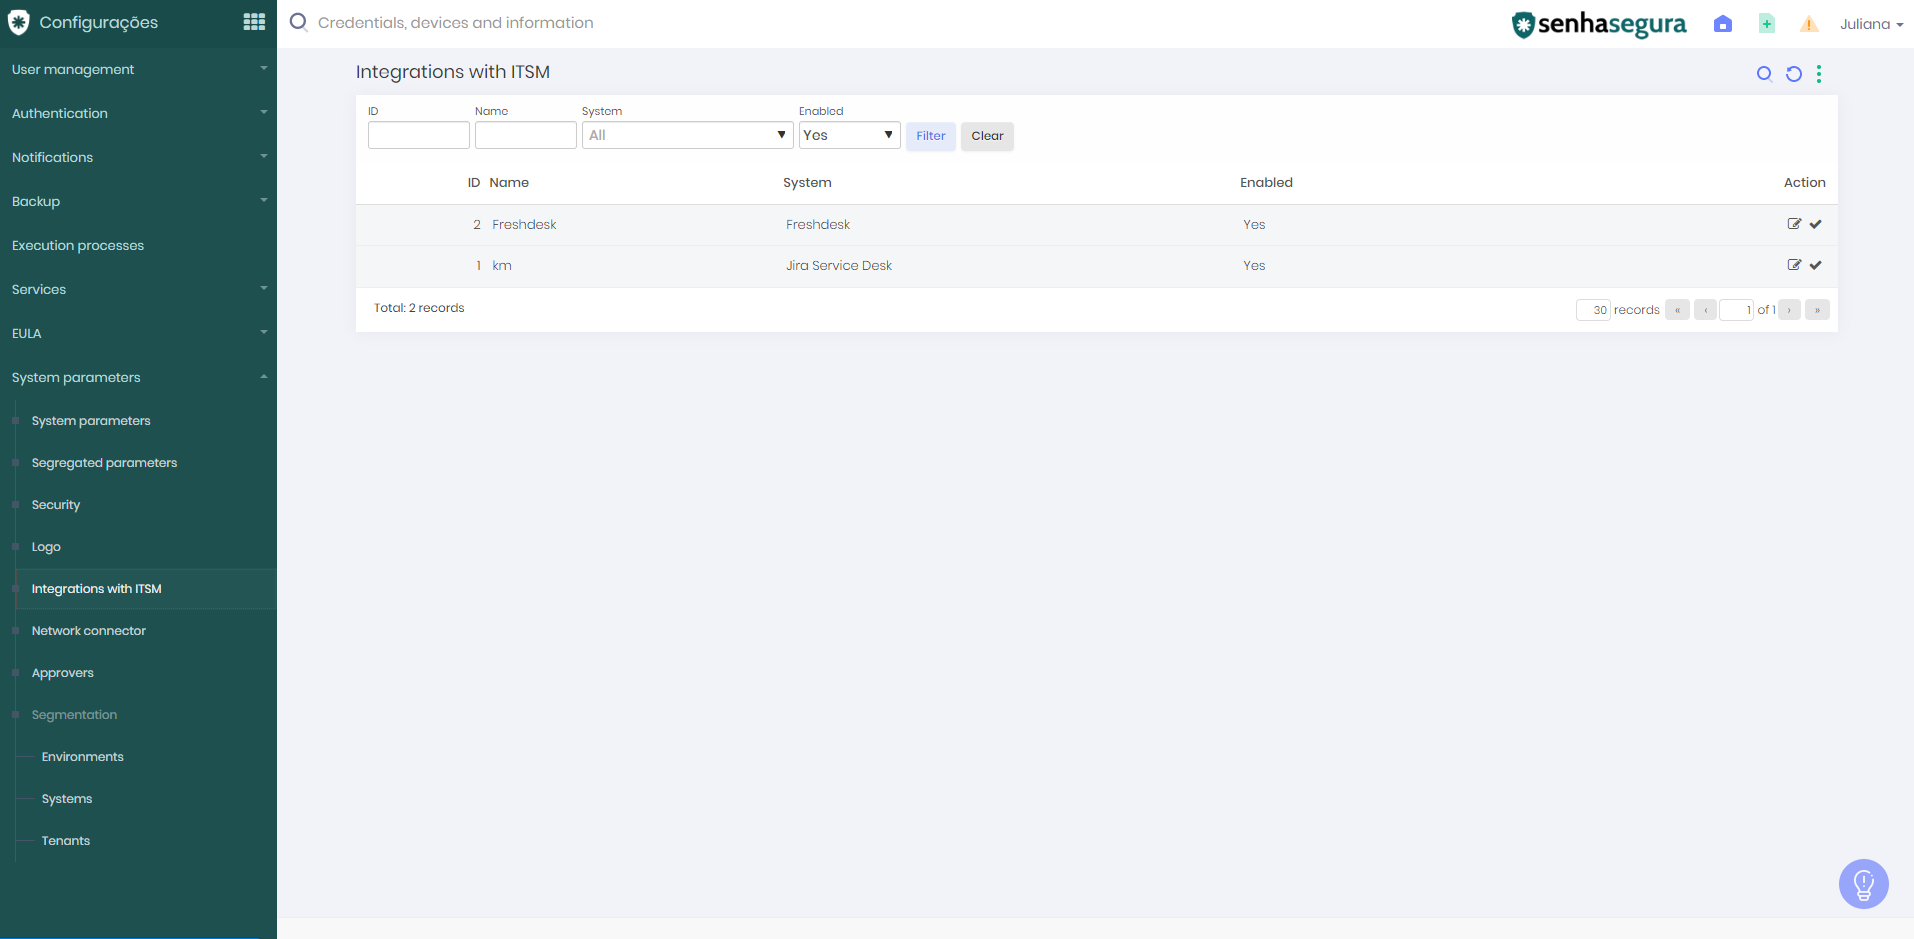 Configurações
User management
Authentication
Notifications
Backup
Execution processes
Services
EULA
System parameters
System parameters
Segregated parameters
Security
Logo
Integrations with ITSM
Network connector
Approvers
Segmentation
Environments
Systems
Tenants
Credentials, devices and information
senhasegura
Juliana
Integrations with ITSM
ID Name System Enabled
All Yes Filter Clear
ID Name System Enabled Action
2 Freshdesk Freshdesk Yes
1 km Jira Service Desk Yes
Total: 2 records
30 records « ‹ 1 of 1 › »